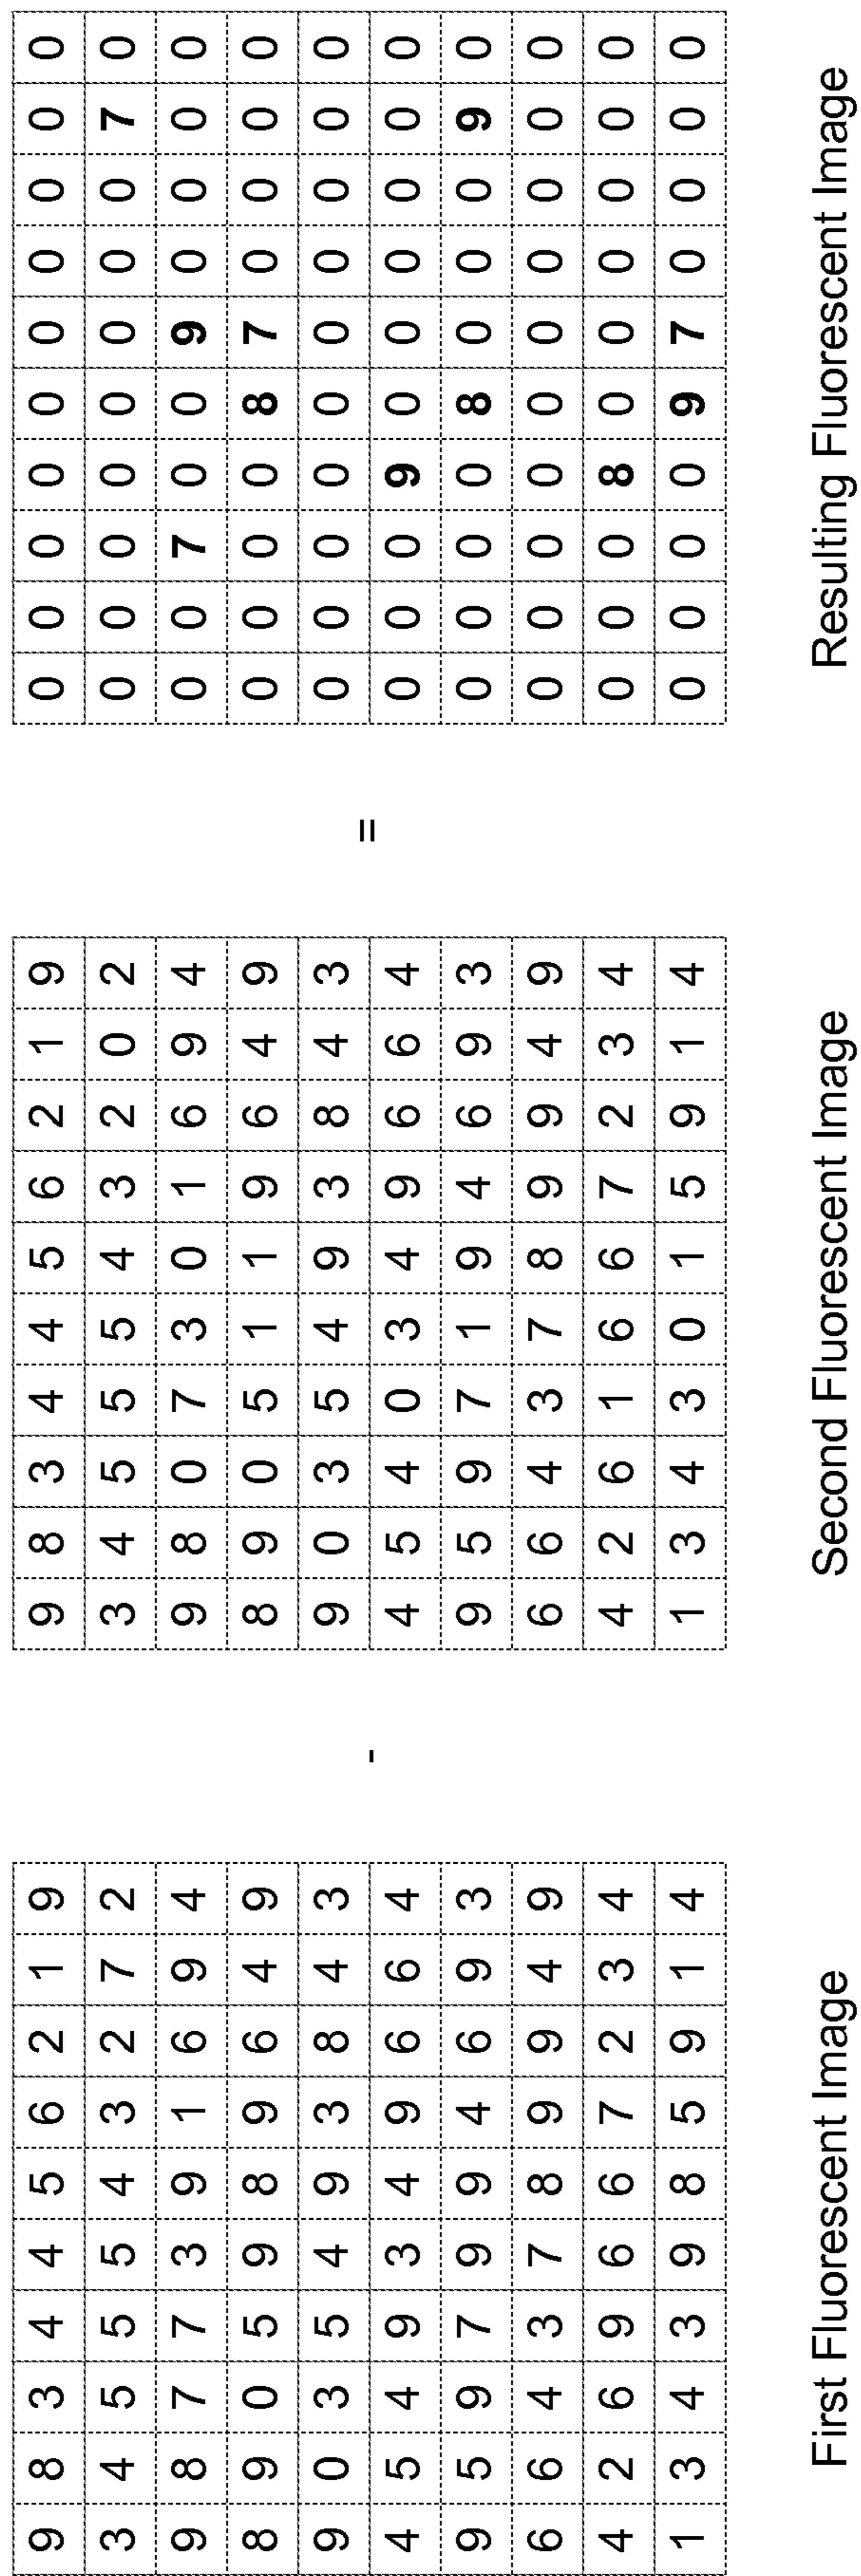 9 8 3 4 4 5 6 2 1 9
3 4 5 5 5 4 3 2 7 2
9 8 7 7 3 9 1 6 9 4
8 9 0 5 9 8 9 6 4 9
9 0 3 5 4 9 3 8 4 3
4 5 4 9 3 4 9 6 6 4
9 5 9 7 9 9 4 6 9 3
6 6 4 3 7 8 9 9 4 9
4 2 6 9 6 6 7 2 3 4
1 3 4 3 9 8 5 9 1 4
First Fluorescent Image
-
9 8 3 4 4 5 6 2 1 9
3 4 5 5 5 4 3 2 0 2
9 8 0 7 3 0 1 6 9 4
8 9 0 5 1 1 9 6 4 9
9 0 3 5 4 9 3 8 4 3
4 5 4 0 3 4 9 6 6 4
9 5 9 7 1 9 4 6 9 3
6 6 4 3 7 8 9 9 4 9
4 2 6 1 6 6 7 2 3 4
1 3 4 3 0 1 5 9 1 4
Second Fluorescent Image
=
0 0 0 0 0 0 0 0 0 0
0 0 0 0 0 0 0 0 7 0
0 0 7 0 0 9 0 0 0 0
0 0 0 0 8 7 0 0 0 0
0 0 0 0 0 0 0 0 0 0
0 0 0 9 0 0 0 0 0 0
0 0 0 0 8 0 0 0 9 0
0 0 0 0 0 0 0 0 0 0
0 0 0 8 0 0 0 0 0 0
0 0 0 0 9 7 0 0 0 0
Resulting Fluorescent Image